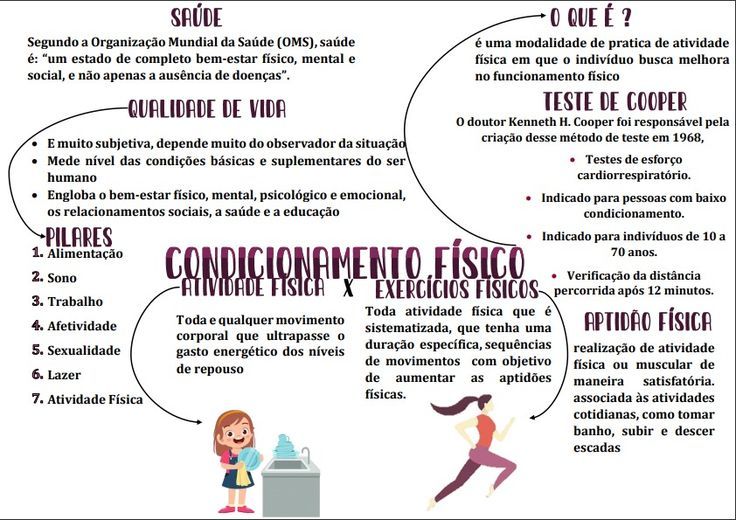 SAÚDE
Segundo a Organização Mundial da Saúde (OMS), saúde
é: “um estado de completo bem-estar físico, mental e
social, e não apenas a ausência de doenças”.
QUALIDADE DE VIDA
• E muito subjetiva, depende muito do observador da situação
• Mede nível das condições básicas e suplementares do ser
humano
• Engloba o bem-estar físico, mental, psicológico e emocional,
os relacionamentos sociais, a saúde e a educação
PILARES
1. Alimentação
2. Sono
3. Trabalho
4. Afetividade
5. Sexualidade
6. Lazer
7. Atividade Física
O QUE É ?
é uma modalidade de pratica de atividade
física em que o indivíduo busca melhora
no funcionamento físico
TESTE DE COOPER
O doutor Kenneth H. Cooper foi responsável pela
criação desse método de teste em 1968,
• Testes de esforço
cardiorrespiratório.
• Indicado para pessoas com baixo
condicionamento.
• Indicado para indivíduos de 10 a
70 anos.
• Verificação da distância
percorrida após 12 minutos.
CONDICIONAMENTO FÍSICO
ATIVIDADE FÍSICA X EXERCÍCIOS FÍSICOS
Toda e qualquer movimento
corporal que ultrapasse o
gasto energético dos níveis
de repouso
Toda atividade física que é
sistematizada, que tenha uma
duração específica, sequências
de movimentos com objetivo
de aumentar as aptidões
físicas.
APTIDÃO FÍSICA
realização de atividade
física ou muscular de
maneira satisfatória.
associada às atividades
cotidianas, como tomar
banho, subir e descer
escadas